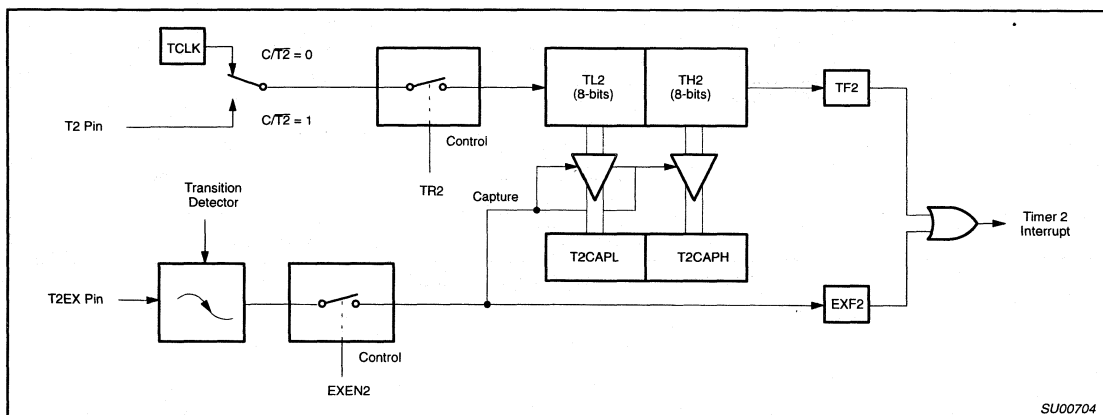 TCLK
C/T2̅ = 0
TL2
(8-bits)
TH2
(8-bits)
TF2
T2 Pin
C/T2̅ = 1
Control
TR2
Transition
Detector
Capture
Timer 2
Interrupt
T2CAPL
T2CAPH
T2EX Pin
EXF2
Control
EXEN2
SU00704